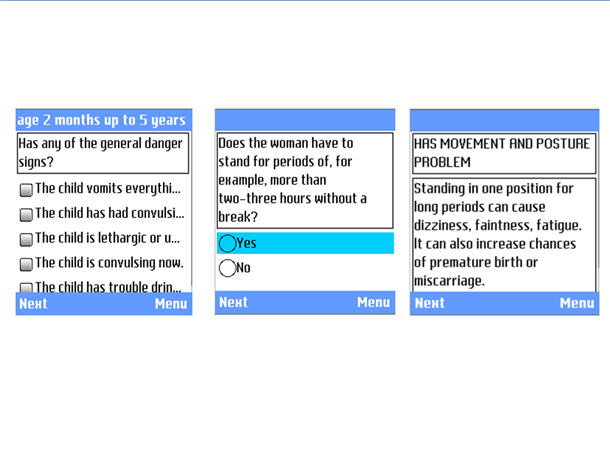 age 2 months up to 5 years
Has any of the general danger
signs?
The child vomits everythi...
The child has had convulsi...
The child is lethargic or u...
The child is convulsing now.
The child has trouble drin...
Next Menu
Does the woman have to
stand for periods of, for
example, more than
two-three hours without a
break?
Yes
No
Next Menu
HAS MOVEMENT AND POSTURE
PROBLEM
Standing in one position for
long periods can cause
dizziness, faintness, fatigue.
It can also increase chances
of premature birth or
miscarriage.
Next Menu